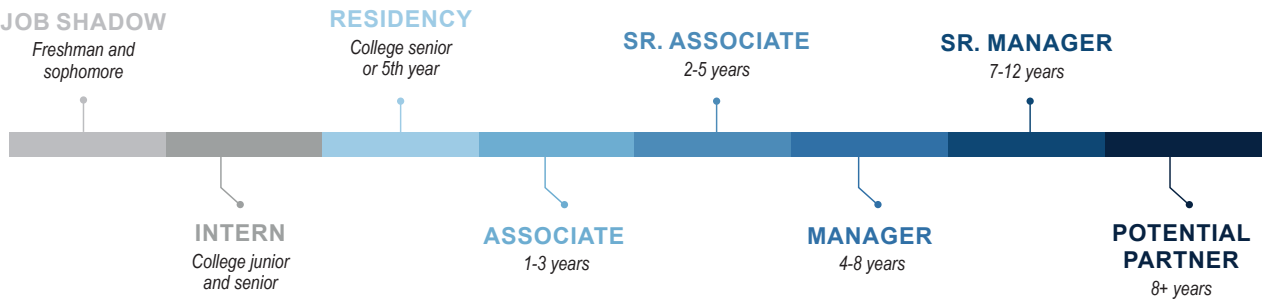 JOB SHADOW
Freshman and
sophomore
INTERN
College junior
and senior
RESIDENCY
College senior
or 5th year
ASSOCIATE
1-3 years
SR. ASSOCIATE
2-5 years
MANAGER
4-8 years
SR. MANAGER
7-12 years
POTENTIAL
PARTNER
8+ years